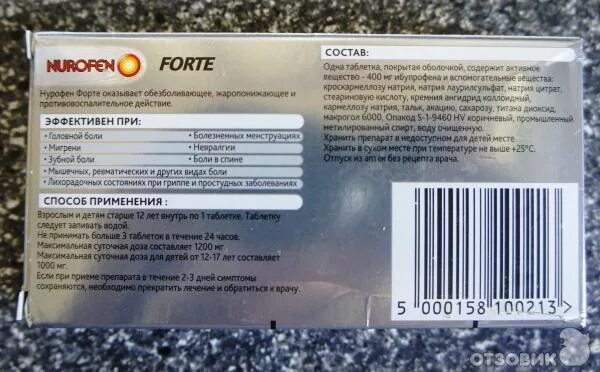 NUROFEN FORTE
Нурофен Форте оказывает обезболивающее, жаропонижающее и
противовоспалительное действие.
ЭФФЕКТИВЕН ПРИ:
• Головной боли
• Мигрени
• Зубной боли
• Болезненных менструациях
• Невралгии
• Боли в спине
• Мышечных, ревматических и других видах боли
• Лихорадочных состояниях при гриппе и простудных заболеваниях
СПОСОБ ПРИМЕНЕНИЯ :
Взрослым и детям старше 12 лет внутрь по 1 таблетке. Таблетку
следует запивать водой.
Не принимать больше 3 таблеток в течение 24 часов.
Максимальная суточная доза составляет 1200 мг.
Максимальная суточная доза для детей от 12-17 лет составляет
1000 мг.
Если при приеме препарата в течение 2-3 дней симптомы
сохраняются, необходимо прекратить лечение и обратиться к врачу.
СОСТАВ:
Одна таблетка, покрытая оболочкой, содержит активное
вещество - 400 мг ибупрофена и вспомогательные вещества:
кроскармеллозу натрия, натрия лаурилсульфат, натрия цитрат,
стеариновую кислоту, кремния ангидрид коллоидный,
кармеллозу натрия, тальк, акацию, сахарозу, титана диоксид,
макрогол 6000, Опакод S-1-9460 HV коричневый, промышленный
метилированный спирт, воду очищенную.
Хранить препарат в недоступном для детей месте.
Хранить в сухом месте при температуре не выше +25°С.
Отпуск из аптек без рецепта врача.
5 000158 100213 >
ОТЗОВИК